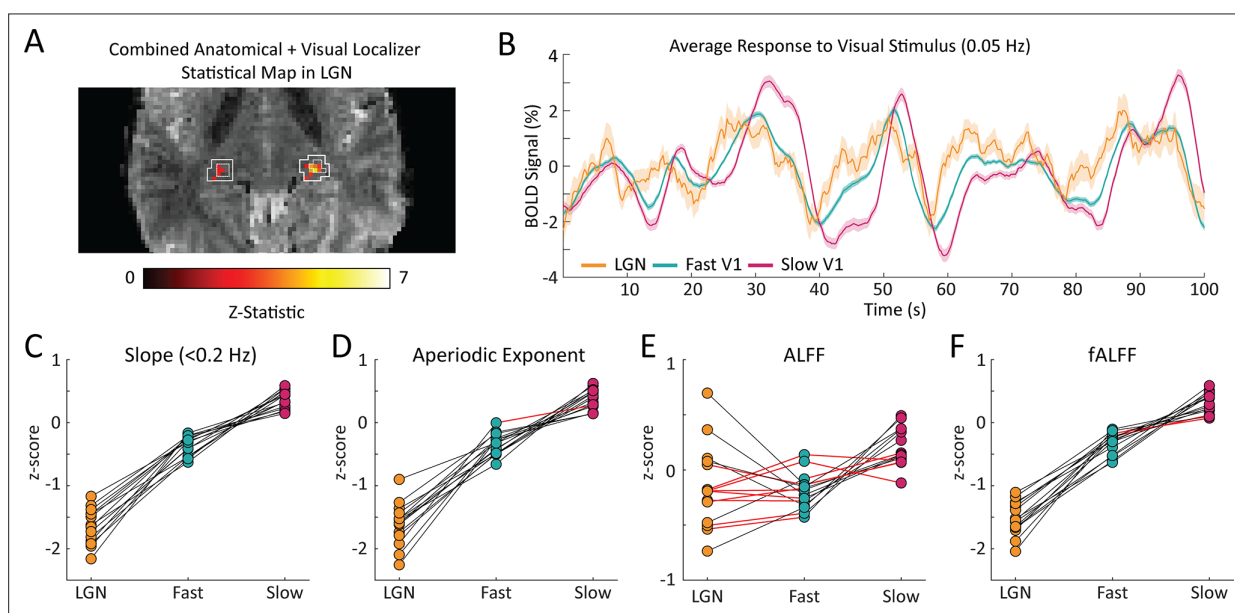 A
Combined Anatomical + Visual Localizer
Statistical Map in LGN
0
7
Z-Statistic
B
Average Response to Visual Stimulus (0.05 Hz)
BOLD Signal (%)
4
2
0
-2
-4
LGN Fast V1 Slow V1
10 20 30 40 50 60 70 80 90 100
Time (s)
C
Slope (<0.2 Hz)
z-score
1
0
-1
-2
LGN Fast Slow
D
Aperiodic Exponent
z-score
1
0
-1
-2
LGN Fast Slow
E
ALFF
z-score
1
0
-1
LGN Fast Slow
F
fALFF
z-score
1
0
-1
-2
LGN Fast Slow